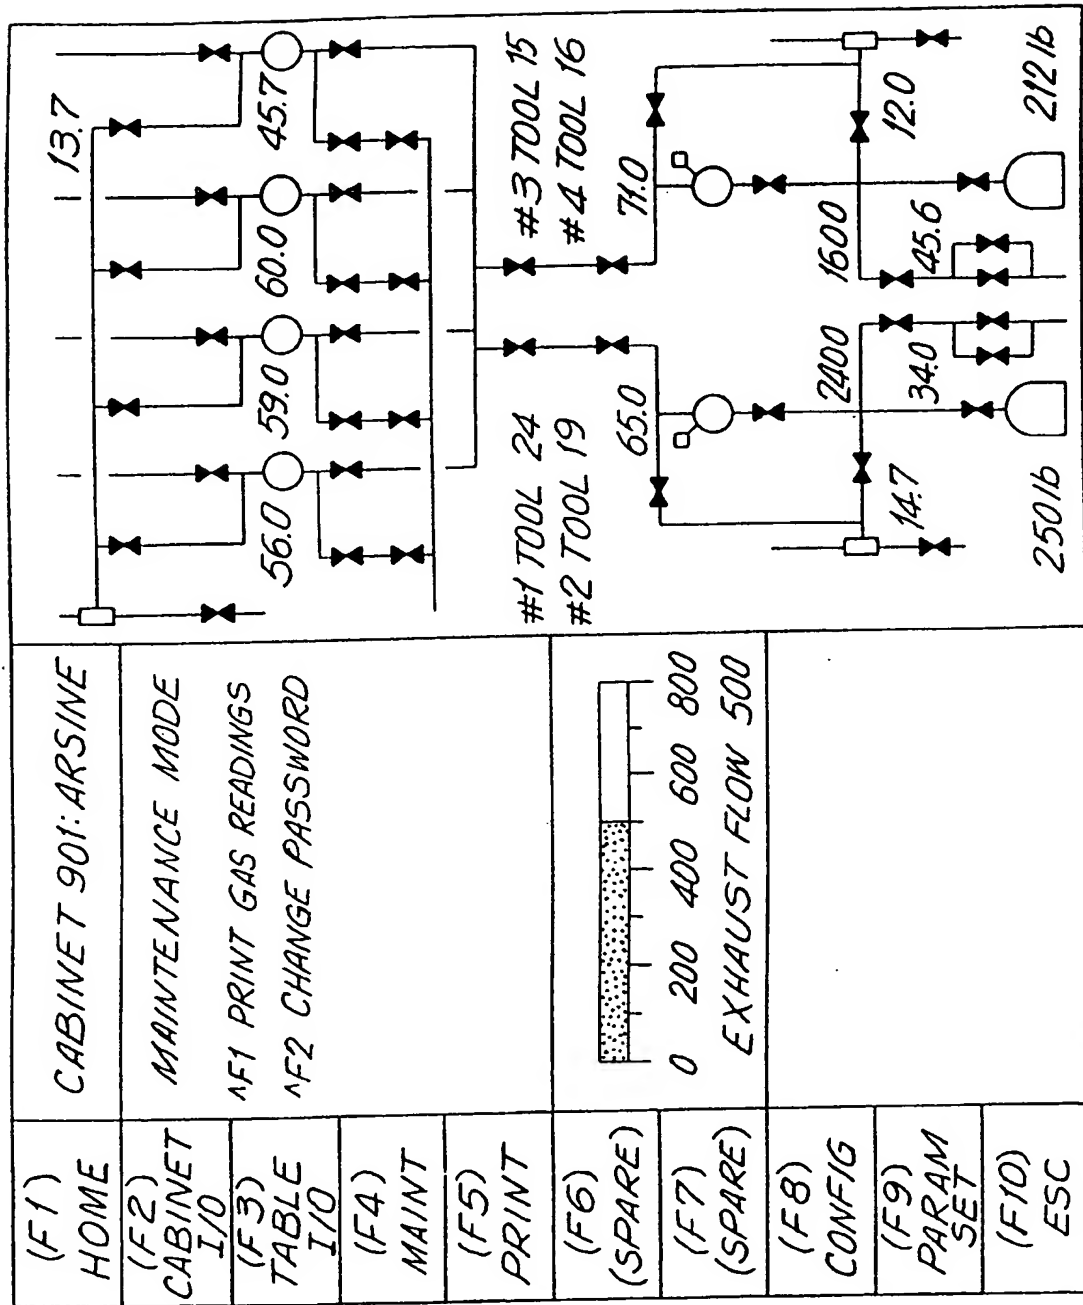 (F1)
HOME
(F2)
CABINET
I/O
(F3)
TABLE
I/O
(F4)
MAINT
(F5)
PRINT
(F6)
(SPARE)
(F7)
(SPARE)
(F8)
CONFIG
(F9)
PARAM
SET
(F10)
ESC
CABINET 901: ARSINE
MAINTENANCE MODE
^F1 PRINT GAS READINGS
^F2 CHANGE PASSWORD
0 200 400 600 800
EXHAUST FLOW 500
13.7
56.0 59.0 60.0 45.7
#1 TOOL 24 #3 TOOL 15
#2 TOOL 19 #4 TOOL 16
65.0 71.0
2400 1600
14.7 34.0 45.6 12.0
250 lb 212 lb